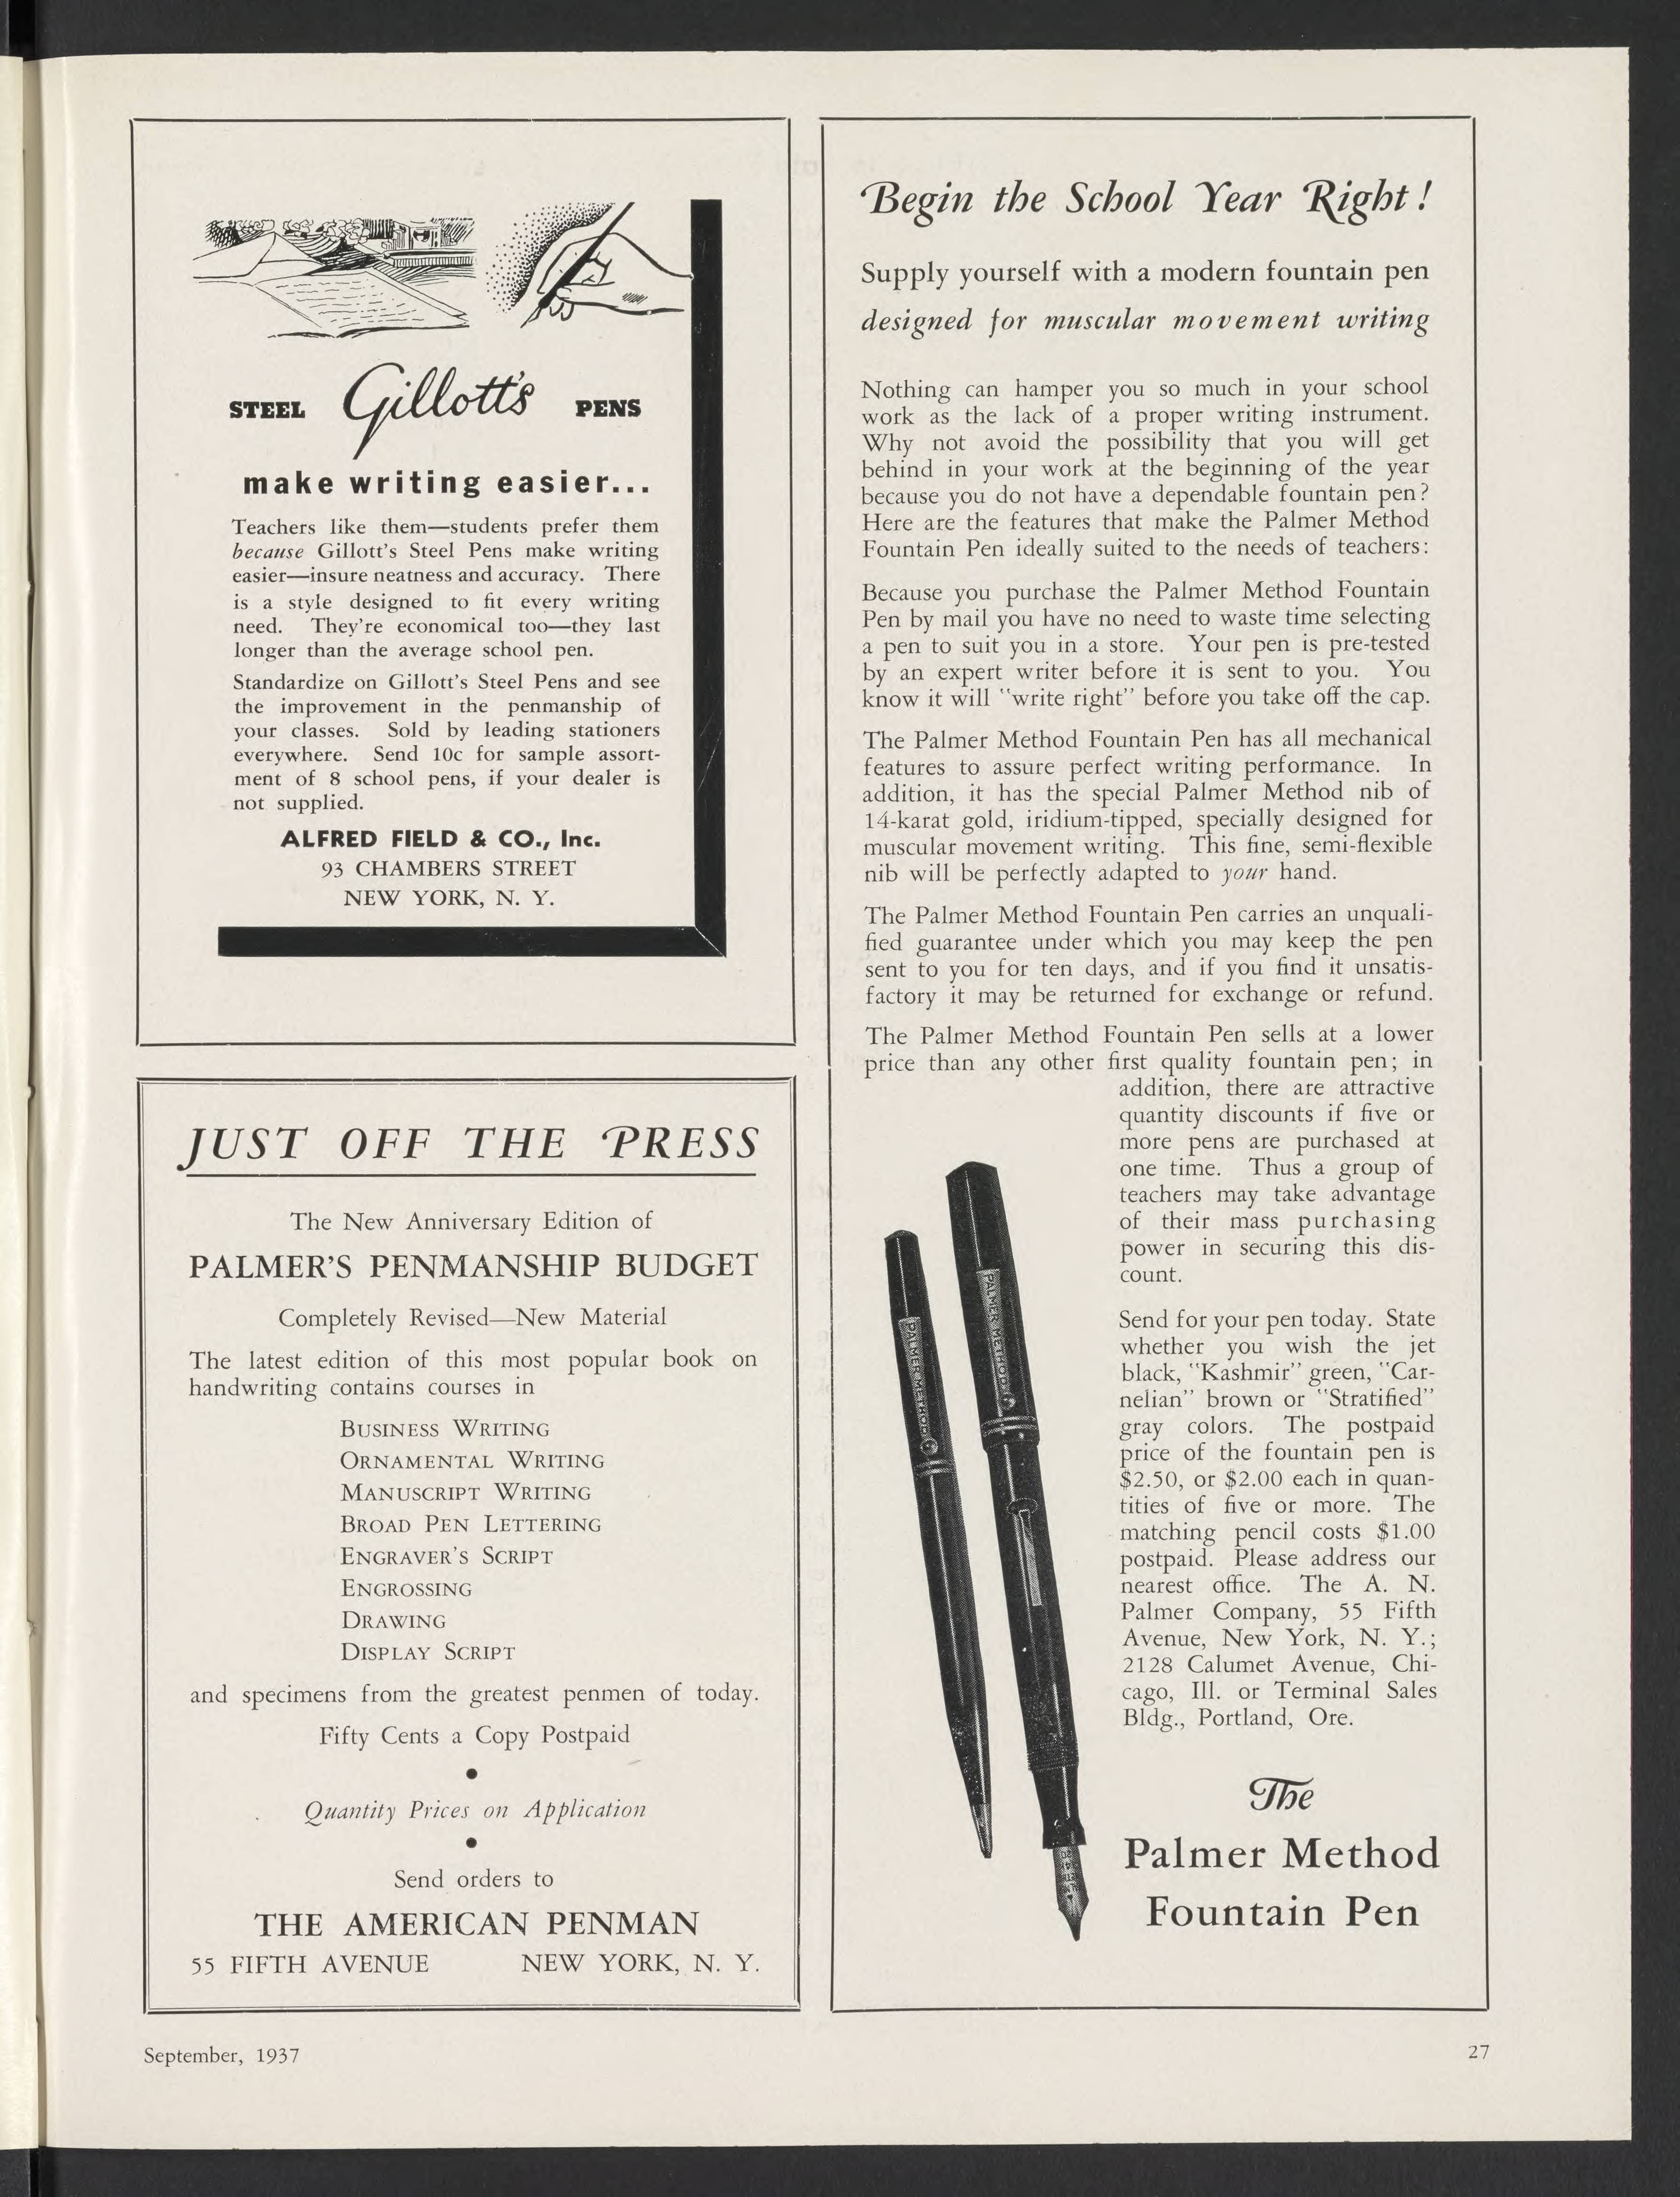 STEEL Gillott's PENS
make writing easier...
Teachers like them—students prefer them
because Gillott's Steel Pens make writing
easier—insure neatness and accuracy. There
is a style designed to fit every writing
need. They're economical too—they last
longer than the average school pen.
Standardize on Gillott's Steel Pens and see
the improvement in the penmanship of
your classes. Sold by leading stationers
everywhere. Send 10c for sample assort-
ment of 8 school pens, if your dealer is
not supplied.
ALFRED FIELD & CO., Inc.
93 CHAMBERS STREET
NEW YORK, N. Y.
JUST OFF THE PRESS
The New Anniversary Edition of
PALMER'S PENMANSHIP BUDGET
Completely Revised—New Material
The latest edition of this most popular book on
handwriting contains courses in
BUSINESS WRITING
ORNAMENTAL WRITING
MANUSCRIPT WRITING
BROAD PEN LETTERING
ENGRAVER'S SCRIPT
ENGROSSING
DRAWING
DISPLAY SCRIPT
and specimens from the greatest penmen of today.
Fifty Cents a Copy Postpaid
Quantity Prices on Application
Send orders to
THE AMERICAN PENMAN
55 FIFTH AVENUE NEW YORK, N. Y.
Begin the School Year Right!
Supply yourself with a modern fountain pen
designed for muscular movement writing
Nothing can hamper you so much in your school
work as the lack of a proper writing instrument.
Why not avoid the possibility that you will get
behind in your work at the beginning of the year
because you do not have a dependable fountain pen?
Here are the features that make the Palmer Method
Fountain Pen ideally suited to the needs of teachers:
Because you purchase the Palmer Method Fountain
Pen by mail you have no need to waste time selecting
a pen to suit you in a store. Your pen is pre-tested
by an expert writer before it is sent to you. You
know it will "write right" before you take off the cap.
The Palmer Method Fountain Pen has all mechanical
features to assure perfect writing performance. In
addition, it has the special Palmer Method nib of
14-karat gold, iridium-tipped, specially designed for
muscular movement writing. This fine, semi-flexible
nib will be perfectly adapted to your hand.
The Palmer Method Fountain Pen carries an unquali-
fied guarantee under which you may keep the pen
sent to you for ten days, and if you find it unsatis-
factory it may be returned for exchange or refund.
The Palmer Method Fountain Pen sells at a lower
price than any other first quality fountain pen; in
addition, there are attractive
quantity discounts if five or
more pens are purchased at
one time. Thus a group of
teachers may take advantage
of their mass purchasing
power in securing this dis-
count.
Send for your pen today. State
whether you wish the jet
black, "Kashmir" green, "Car-
nelian" brown or "Stratified"
gray colors. The postpaid
price of the fountain pen is
$2.50, or $2.00 each in quan-
tities of five or more. The
matching pencil costs $1.00
postpaid. Please address our
nearest office. The A. N.
Palmer Company, 55 Fifth
Avenue, New York, N. Y.;
2128 Calumet Avenue, Chi-
cago, Ill. or Terminal Sales
Bldg., Portland, Ore.
PALMER METHOD
PALMER METHOD
The
Palmer Method
Fountain Pen
September, 1937
27